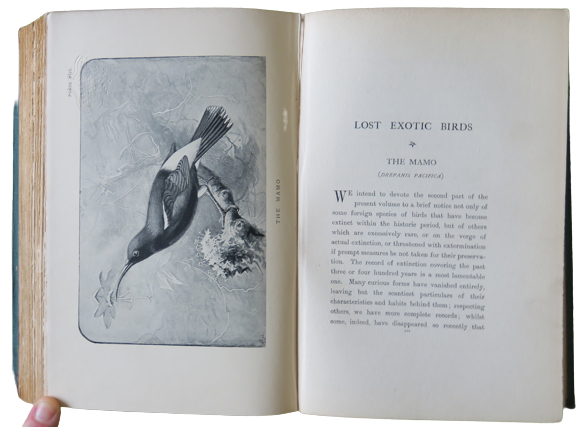 THE MAMO
LOST EXOTIC BIRDS
THE MAMO
(DREPANIS PACIFICA)
WE intend to devote the second part of the
present volume to a brief notice not only of
some foreign species of birds that have become
extinct within the historic period, but of others
which are excessively rare, or on the verge of
actual extinction, or threatened with extermination
if prompt measures be not taken for their preserva-
tion. The record of extinction covering the past
three or four hundred years is a most lamentable
one. Many curious forms have vanished entirely,
leaving but the scantiest particulars of their
characteristics and habits behind them; respecting
others, we have more complete records; whilst
some, indeed, have disappeared so recently that